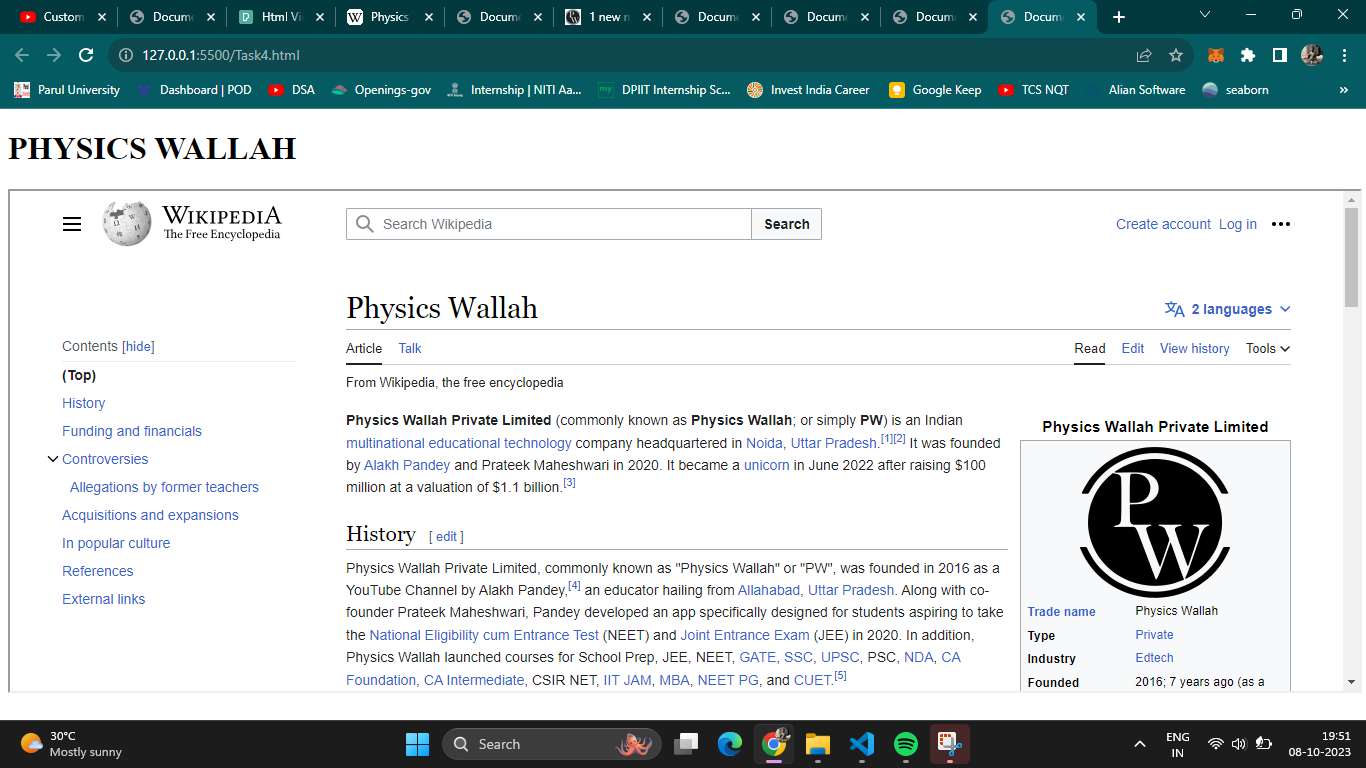 Custom
Docume
Html Vi
Physics
Docume
1 new n
Docume
Docume
Docume
Docume
127.0.0.1:5500/Task4.html
Parul University
Dashboard | POD
DSA
Openings-gov
Internship | NITI Aa...
my
DPIIT Internship Sc...
Invest India Career
Google Keep
TCS NQT
Alian Software
seaborn
»
PHYSICS WALLAH
WIKIPEDIA
The Free Encyclopedia
Search Wikipedia
Search
Create account Log in
Physics Wallah
2 languages
Contents [hide]
(Top)
History
Funding and financials
Controversies
Allegations by former teachers
Acquisitions and expansions
In popular culture
References
External links
Article Talk
Read Edit View history Tools
From Wikipedia, the free encyclopedia
Physics Wallah Private Limited (commonly known as Physics Wallah; or simply PW) is an Indian
multinational educational technology company headquartered in Noida, Uttar Pradesh.[1][2] It was founded
by Alakh Pandey and Prateek Maheshwari in 2020. It became a unicorn in June 2022 after raising $100
million at a valuation of $1.1 billion.[3]
History [ edit ]
Physics Wallah Private Limited, commonly known as "Physics Wallah" or "PW", was founded in 2016 as a
YouTube Channel by Alakh Pandey,[4] an educator hailing from Allahabad, Uttar Pradesh. Along with co-
founder Prateek Maheshwari, Pandey developed an app specifically designed for students aspiring to take
the National Eligibility cum Entrance Test (NEET) and Joint Entrance Exam (JEE) in 2020. In addition,
Physics Wallah launched courses for School Prep, JEE, NEET, GATE, SSC, UPSC, PSC, NDA, CA
Foundation, CA Intermediate, CSIR NET, IIT JAM, MBA, NEET PG, and CUET.[5]
Physics Wallah Private Limited
P
W
Trade name Physics Wallah
Type Private
Industry Edtech
Founded 2016; 7 years ago (as a
30°C
Mostly sunny
Search
ENG
IN
19:51
08-10-2023